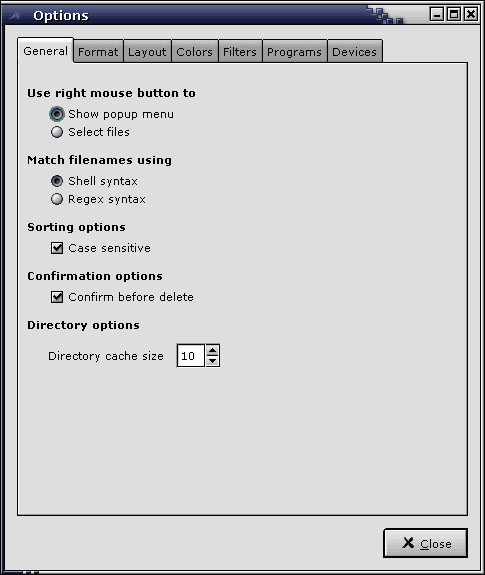 Options
General Format Layout Colors Filters Programs Devices
Use right mouse button to
Show popup menu
Select files
Match filenames using
Shell syntax
Regex syntax
Sorting options
Case sensitive
Confirmation options
Confirm before delete
Directory options
Directory cache size 10
Close